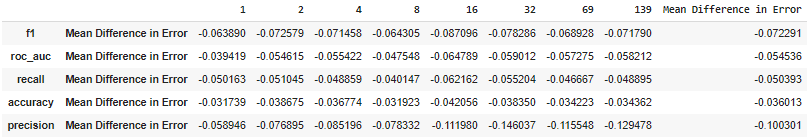 1 2 4 8 16 32 69 139 Mean Difference in Error
f1 Mean Difference in Error -0.063890 -0.072579 -0.071458 -0.064305 -0.087096 -0.078286 -0.068928 -0.071790 -0.072291
roc_auc Mean Difference in Error -0.039419 -0.054615 -0.055422 -0.047548 -0.064789 -0.059012 -0.057275 -0.058212 -0.054536
recall Mean Difference in Error -0.050163 -0.051045 -0.048859 -0.040147 -0.062162 -0.055204 -0.046667 -0.048895 -0.050393
accuracy Mean Difference in Error -0.031739 -0.038675 -0.036774 -0.031923 -0.042056 -0.038350 -0.034223 -0.034362 -0.036013
precision Mean Difference in Error -0.058946 -0.076895 -0.085196 -0.078332 -0.111980 -0.146037 -0.115548 -0.129478 -0.100301